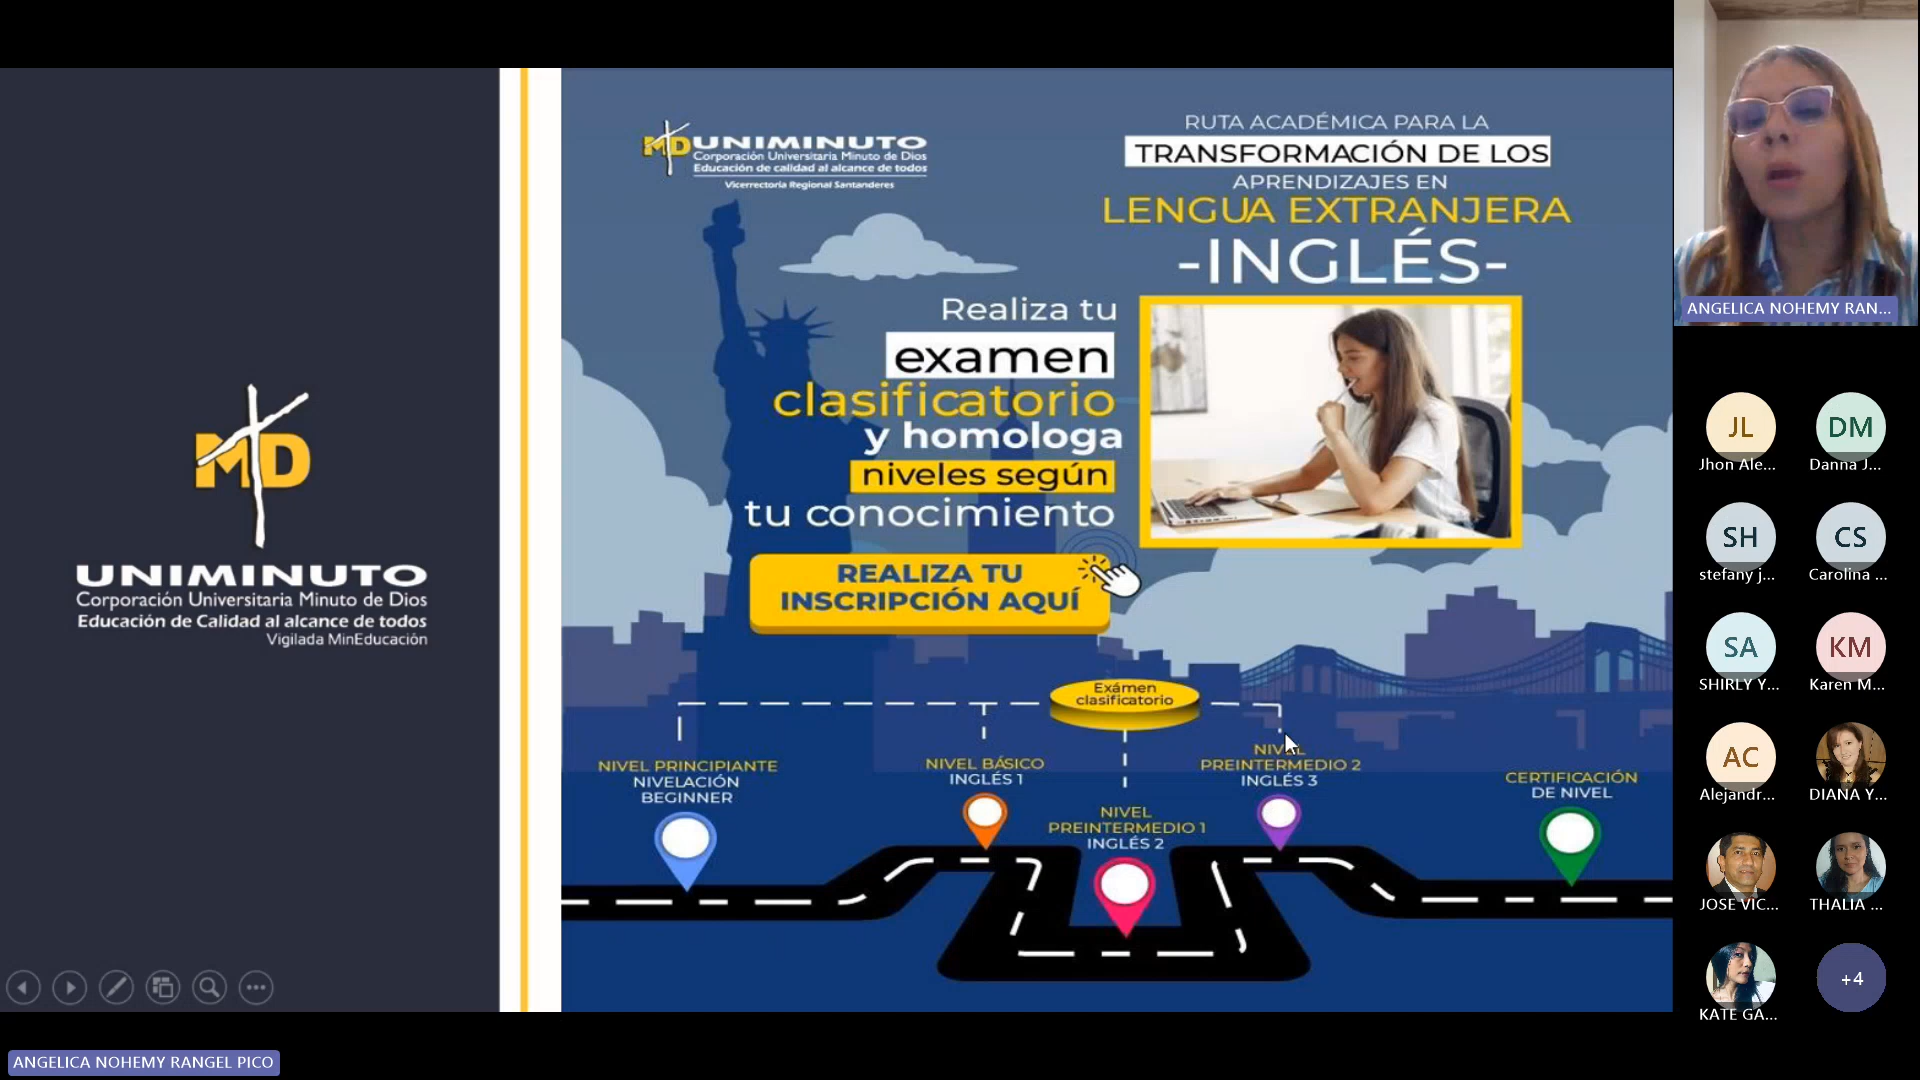 MD
UNIMINUTO
Corporación Universitaria Minuto de Dios
Educación de Calidad al alcance de todos
Vigilada MinEducación
MD UNIMINUTO
Corporación Universitaria Minuto de Dios
Educación de calidad al alcance de todos
Vicerrectoría Regional Santanderes
RUTA ACADÉMICA PARA LA
TRANSFORMACIÓN DE LOS
APRENDIZAJES EN
LENGUA EXTRANJERA
-INGLÉS-
Realiza tu
examen
clasificatorio
y homologa
niveles según
tu conocimiento
REALIZA TU
INSCRIPCIÓN AQUÍ
Exámen
clasificatorio
NIVEL PRINCIPIANTE
NIVELACIÓN
BEGINNER
NIVEL BÁSICO
INGLÉS 1
NIVEL
PREINTERMEDIO 1
INGLÉS 2
NIVEL
PREINTERMEDIO 2
INGLÉS 3
CERTIFICACIÓN
DE NIVEL
ANGELICA NOHEMY RAN...
JL
Jhon Ale...
DM
Danna J...
SH
stefany j...
CS
Carolina ...
SA
SHIRLY Y...
KM
Karen M...
AC
Alejandr...
DIANA Y...
JOSE VIC...
THALIA ...
KATE GA...
+4
ANGELICA NOHEMY RANGEL PICO